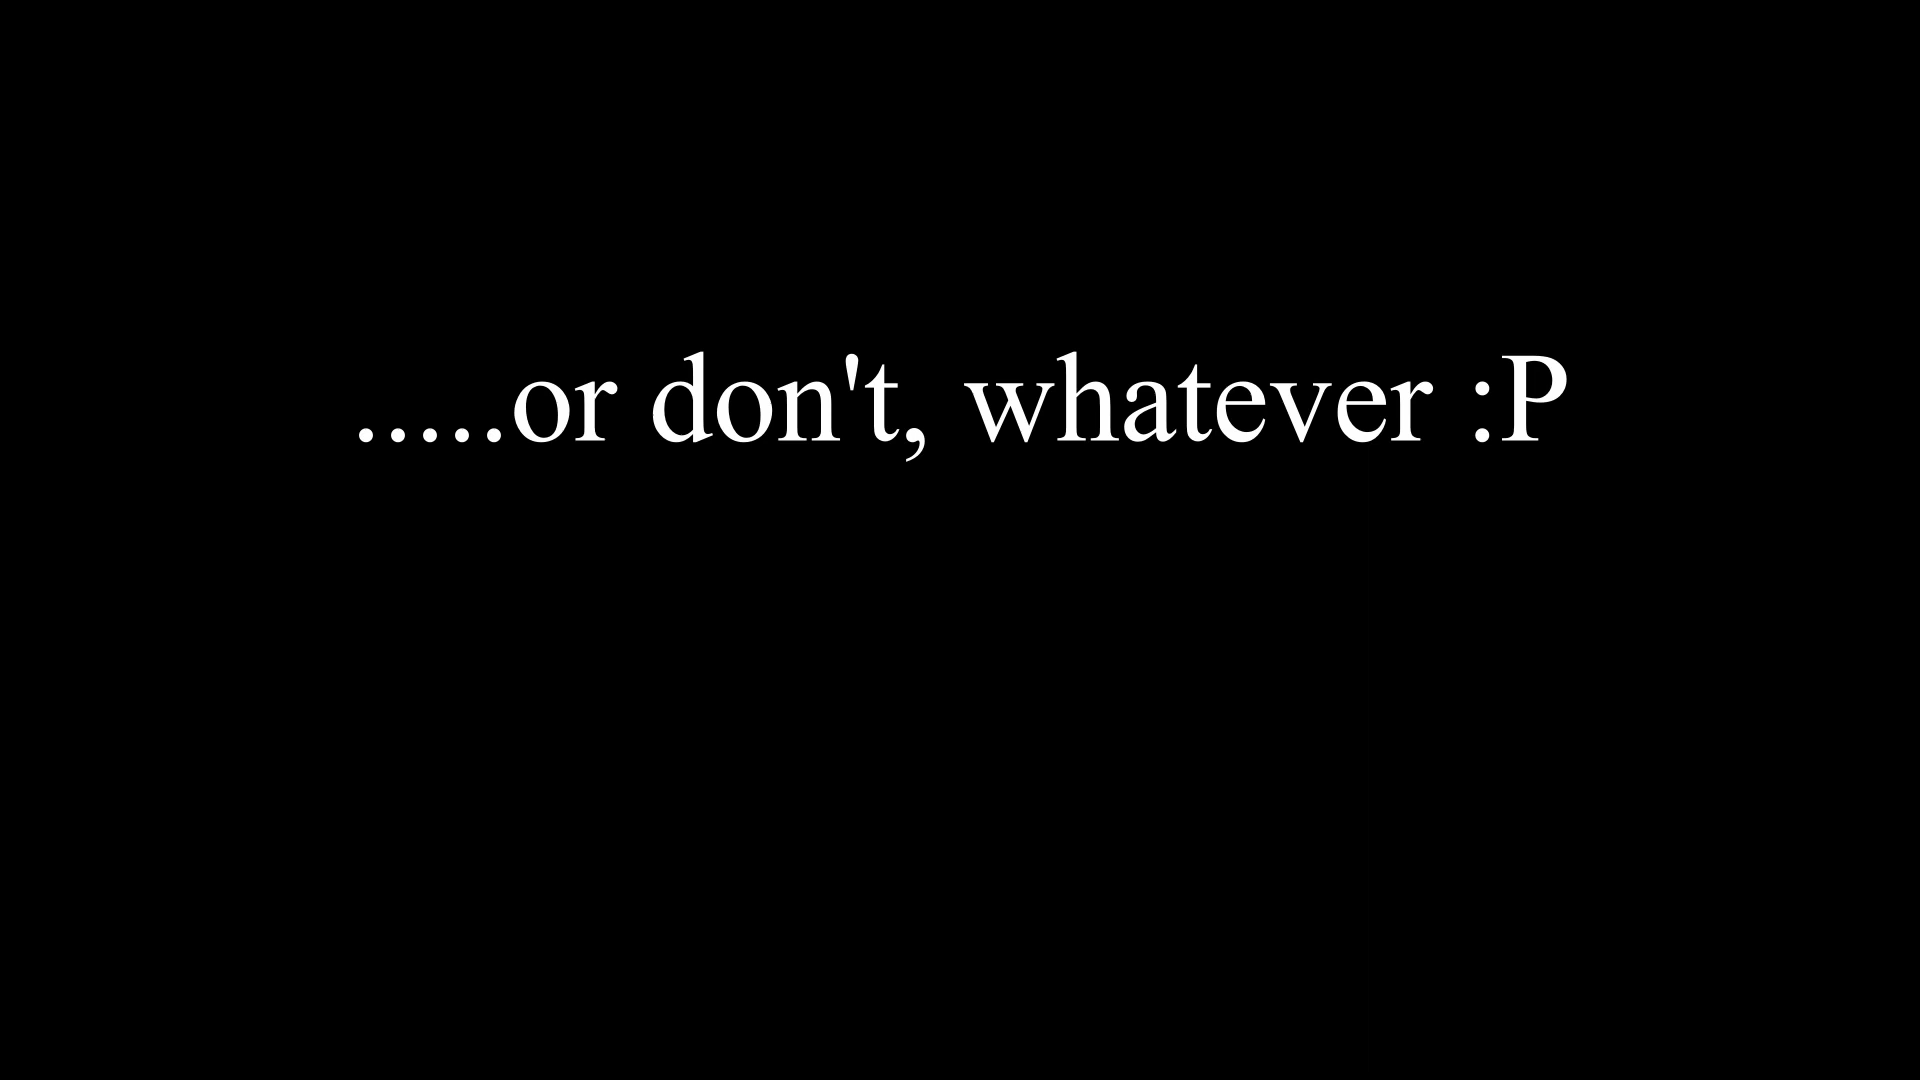 .....or don't, whatever :P